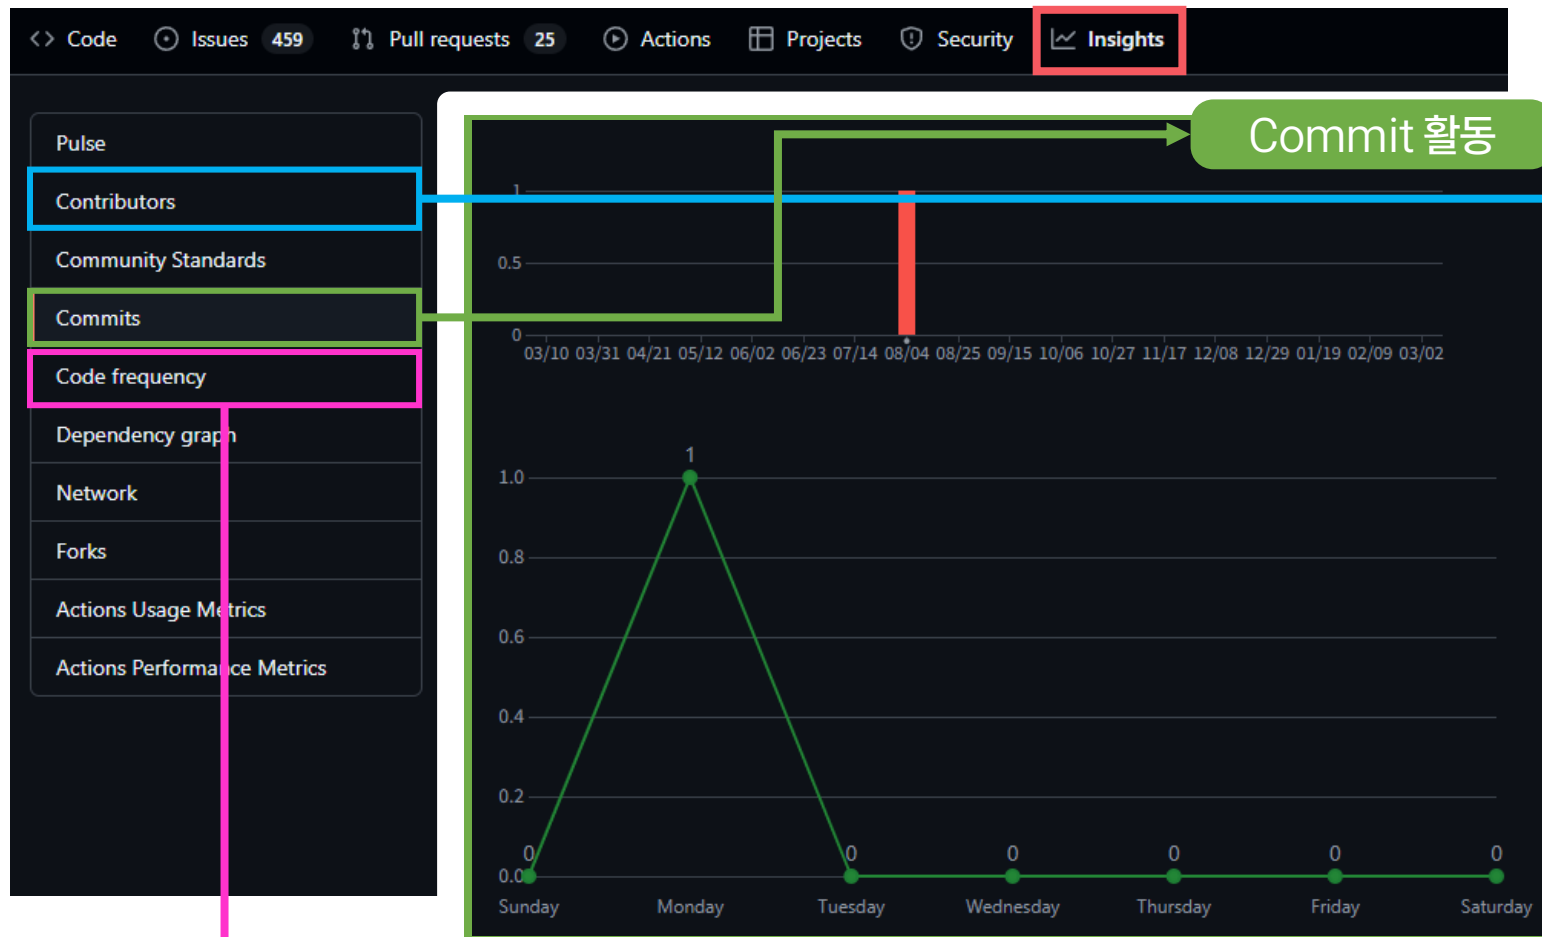 Code Issues 459 Pull requests 25 Actions Projects Security Insights
Pulse
Contributors
Community Standards
Commits
Code frequency
Dependency graph
Network
Forks
Actions Usage Metrics
Actions Performance Metrics
Commit 활동
1
0.5
0
03/10 03/31 04/21 05/12 06/02 06/23 07/14 08/04 08/25 09/15 10/06 10/27 11/17 12/08 12/29 01/19 02/09 03/02
1
1.0
0.8
0.6
0.4
0.2
0 0 0 0 0 0
0.0
Sunday Monday Tuesday Wednesday Thursday Friday Saturday